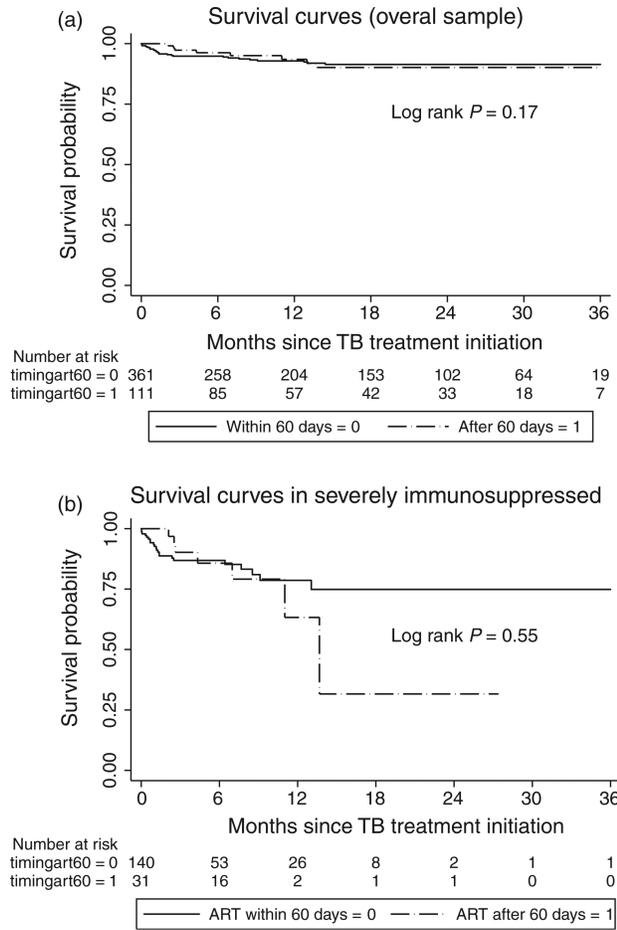 (a)
Survival curves (overal sample)
Survival probability
1.00
0.75
0.50
0.25
0.00
Log rank P = 0.17
0 6 12 18 24 30 36
Months since TB treatment initiation
Number at risk
timingart60 = 0 361 258 204 153 102 64 19
timingart60 = 1 111 85 57 42 33 18 7
Within 60 days = 0 After 60 days = 1
(b)
Survival curves in severely immunosuppressed
Survival probability
1.00
0.75
0.50
0.25
0.00
Log rank P = 0.55
0 6 12 18 24 30 36
Months since TB treatment initiation
Number at risk
timingart60 = 0 140 53 26 8 2 1 1
timingart60 = 1 31 16 2 1 1 0 0
ART within 60 days = 0 ART after 60 days = 1